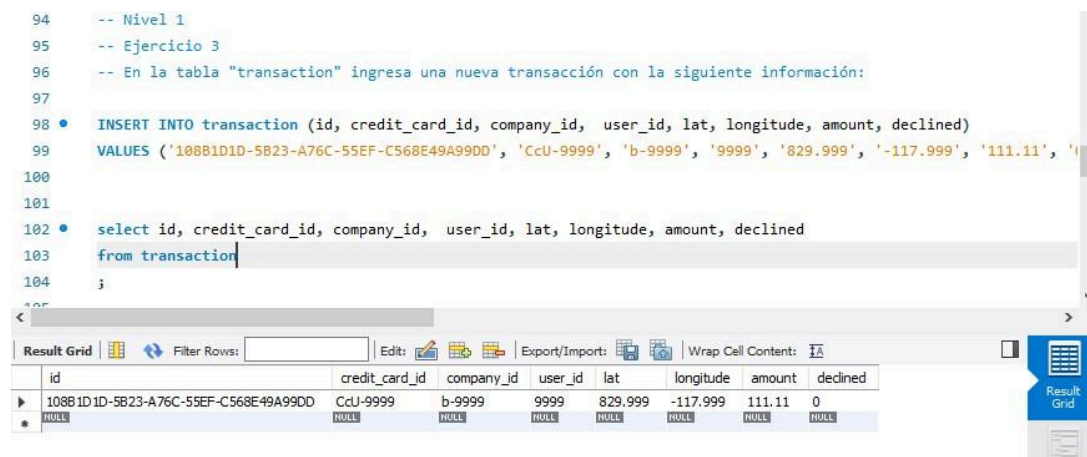 94 -- Nivel 1
95 -- Ejercicio 3
96 -- En la tabla "transaction" ingresa una nueva transacción con la siguiente información:
97
98 INSERT INTO transaction (id, credit_card_id, company_id,  user_id, lat, longitude, amount, declined)
99 VALUES ('108B1D1D-5B23-A76C-55EF-C568E49A99DD', 'CcU-9999', 'b-9999', '9999', '829.999', '-117.999', '111.11', '
100
101
102 select id, credit_card_id, company_id,  user_id, lat, longitude, amount, declined
103 from transaction
104 ;
Result Grid Filter Rows: Edit: Export/Import: Wrap Cell Content:
id credit_card_id company_id user_id lat longitude amount declined
108B1D1D-5B23-A76C-55EF-C568E49A99DD CcU-9999 b-9999 9999 829.999 -117.999 111.11 0
NULL NULL NULL NULL NULL NULL NULL NULL
Result
Grid